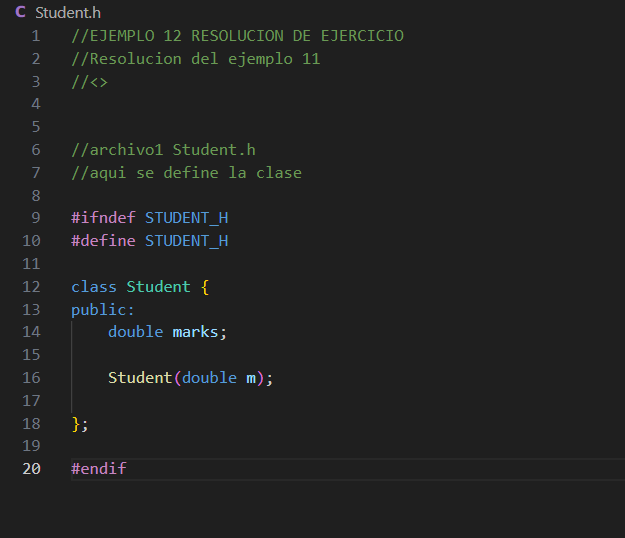 C Student.h
1 //EJEMPLO 12 RESOLUCION DE EJERCICIO
2 //Resolucion del ejemplo 11
3 //<>
4
5
6 //archivo1 Student.h
7 //aqui se define la clase
8
9 #ifndef STUDENT_H
10 #define STUDENT_H
11
12 class Student {
13 public:
14     double marks;
15
16     Student(double m);
17
18 };
19
20 #endif